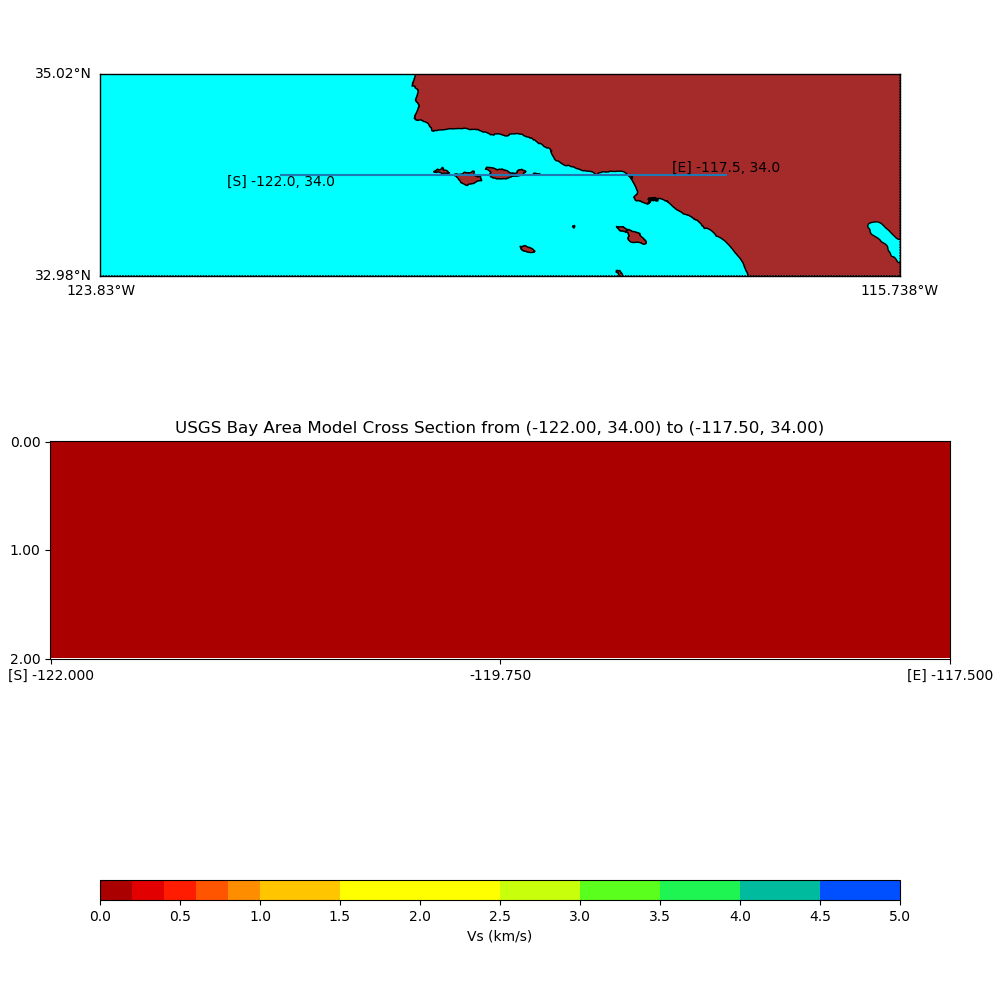 35.02°N
[E] -117.5, 34.0
[S] -122.0, 34.0
32.98°N
123.83°W 115.738°W
USGS Bay Area Model Cross Section from (-122.00, 34.00) to (-117.50, 34.00)
0.00
1.00
2.00
[S] -122.000 -119.750 [E] -117.500
0.0 0.5 1.0 1.5 2.0 2.5 3.0 3.5 4.0 4.5 5.0
Vs (km/s)